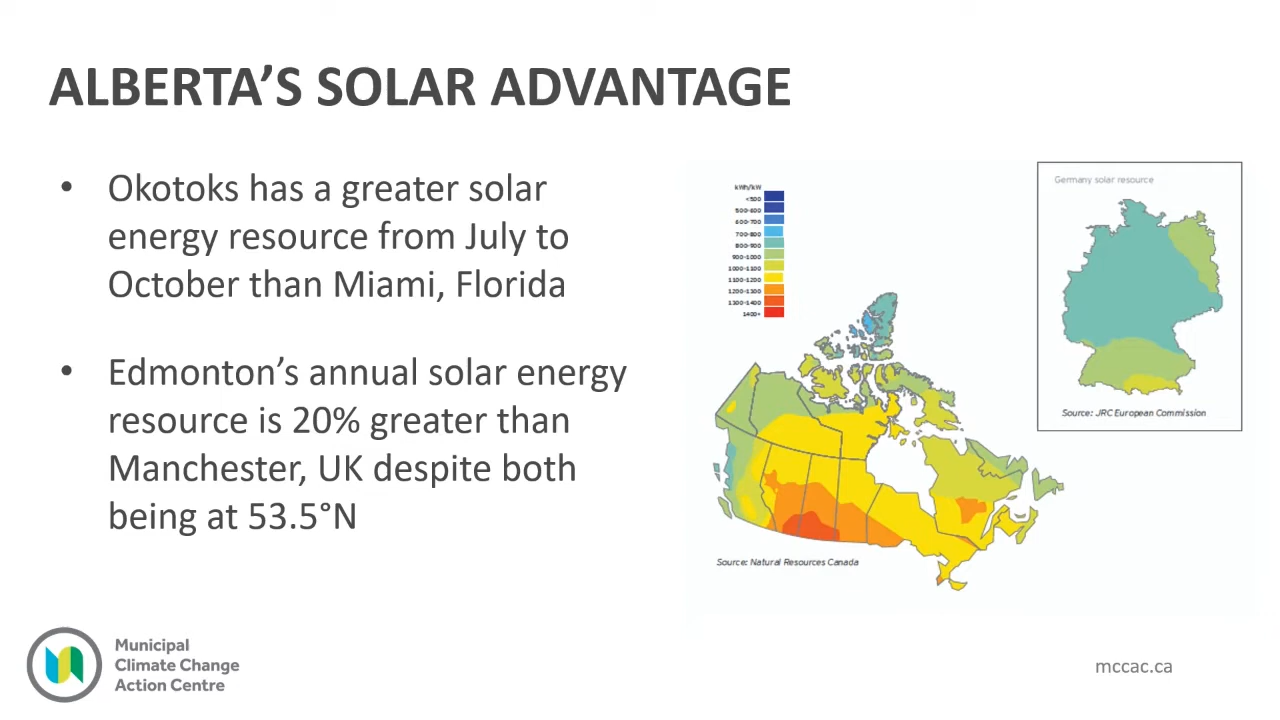 ALBERTA’S SOLAR ADVANTAGE
• Okotoks has a greater solar
energy resource from July to
October than Miami, Florida
• Edmonton’s annual solar energy
resource is 20% greater than
Manchester, UK despite both
being at 53.5°N
kWh/kW
<500
500-600
600-700
700-800
800-900
900-1000
1000-1100
1100-1200
1200-1300
1300-1400
1400+
Source: Natural Resources Canada
Germany solar resource
Source: JRC European Commission
Municipal
Climate Change
Action Centre
mccac.ca